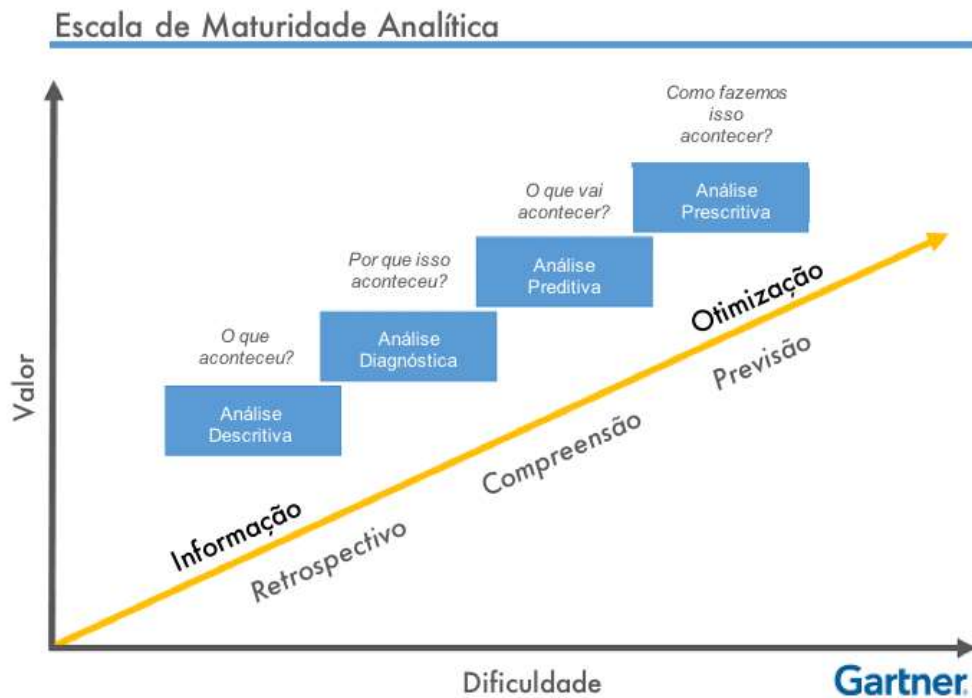 Escala de Maturidade Analítica
Como fazemos
isso
acontecer?
Análise
Prescritiva
O que vai
acontecer?
Análise
Preditiva
Por que isso
aconteceu?
Análise
Diagnóstica
O que
aconteceu?
Análise
Descritiva
Valor
Informação
Otimização
Retrospectivo
Compreensão
Previsão
Dificuldade
Gartner